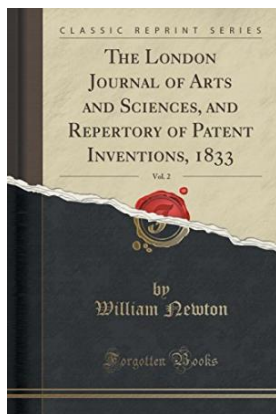 CLASSIC REPRINT SERIES
THE LONDON
JOURNAL OF ARTS
AND SCIENCES, AND
REPERTORY OF PATENT
INVENTIONS, 1833
Vol. 2
by
William Newton
Forgotten Books